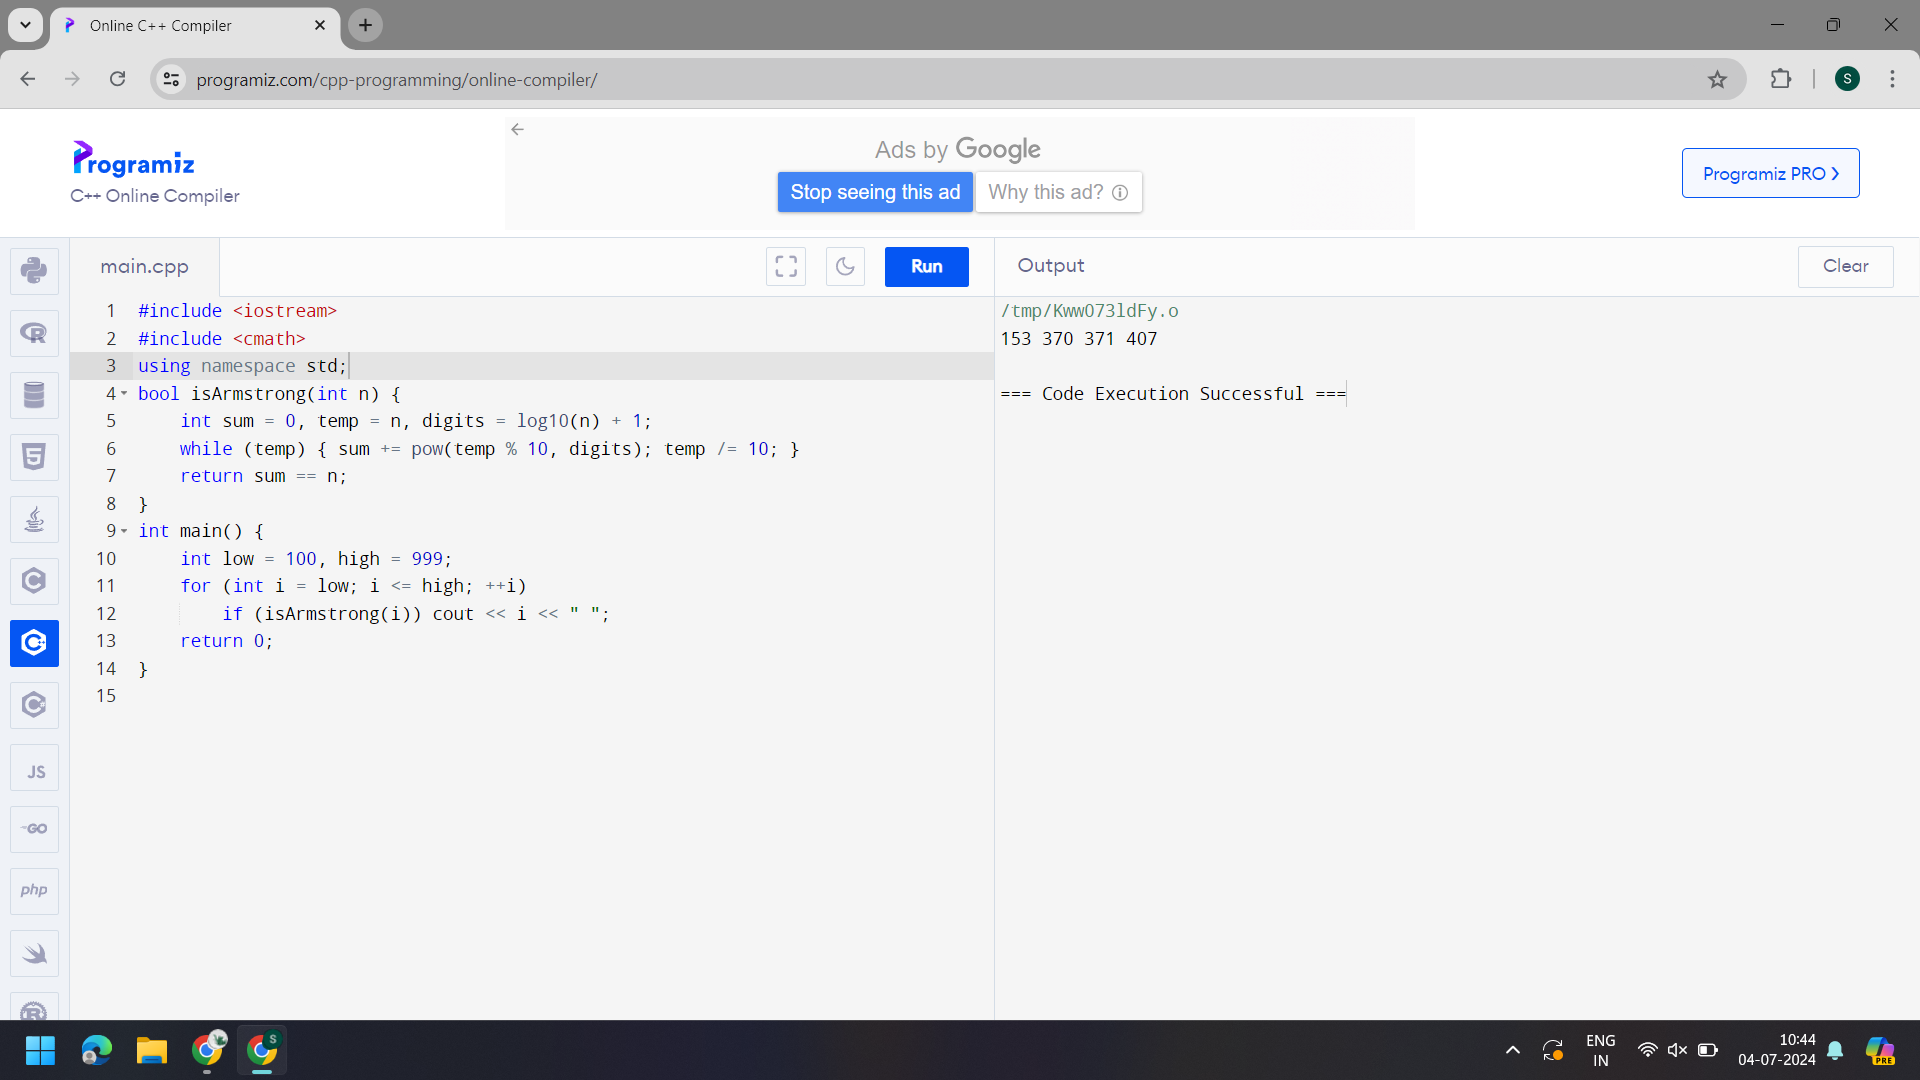 Online C++ Compiler
programiz.com/cpp-programming/online-compiler/
S
Programiz
C++ Online Compiler
Ads by Google
Stop seeing this ad
Why this ad?
Programiz PRO
main.cpp
Run
1 #include <iostream>
2 #include <cmath>
3 using namespace std;
4 bool isArmstrong(int n) {
5 int sum = 0, temp = n, digits = log10(n) + 1;
6 while (temp) { sum += pow(temp % 10, digits); temp /= 10; }
7 return sum == n;
8 }
9 int main() {
10 int low = 100, high = 999;
11 for (int i = low; i <= high; ++i)
12 if (isArmstrong(i)) cout << i << " ";
13 return 0;
14 }
15
Output
Clear
/tmp/KwwO73ldFy.o
153 370 371 407
=== Code Execution Successful ===
R
5
C
C+
C#
JS
GO
php
R
S
ENG
IN
10:44
04-07-2024
PRE